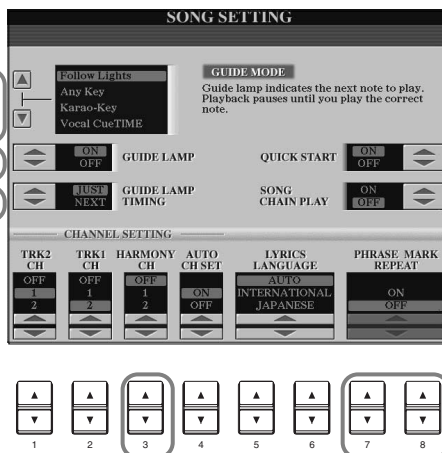 SONG SETTING
Follow Lights
Any Key
Karao-Key
Vocal CueTIME
GUIDE MODE
Guide lamp indicates the next note to play.
Playback pauses until you play the correct
note.
ON
OFF
GUIDE LAMP
QUICK START
ON
OFF
JUST
NEXT
GUIDE LAMP
TIMING
SONG
CHAIN PLAY
ON
OFF
CHANNEL SETTING
TRK2
CH
TRK1
CH
HARMONY
CH
AUTO
CH SET
LYRICS
LANGUAGE
PHRASE MARK
REPEAT
OFF
1
2
OFF
1
2
OFF
1
2
ON
OFF
AUTO
INTERNATIONAL
JAPANESE
ON
OFF
1 2 3 4 5 6 7 8